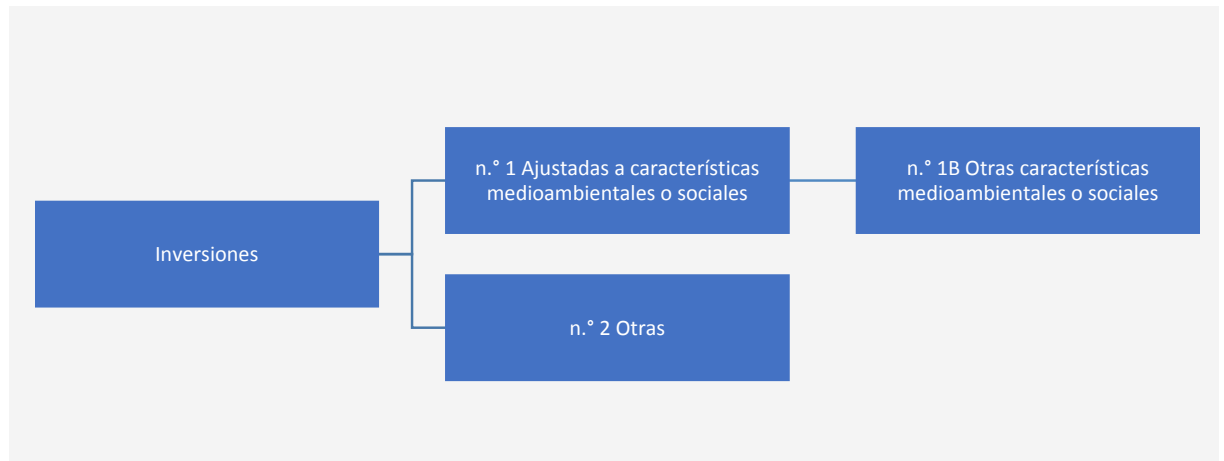 n.° 1 Ajustadas a características
medioambientales o sociales
n.° 1B Otras características
medioambientales o sociales
Inversiones
n.° 2 Otras